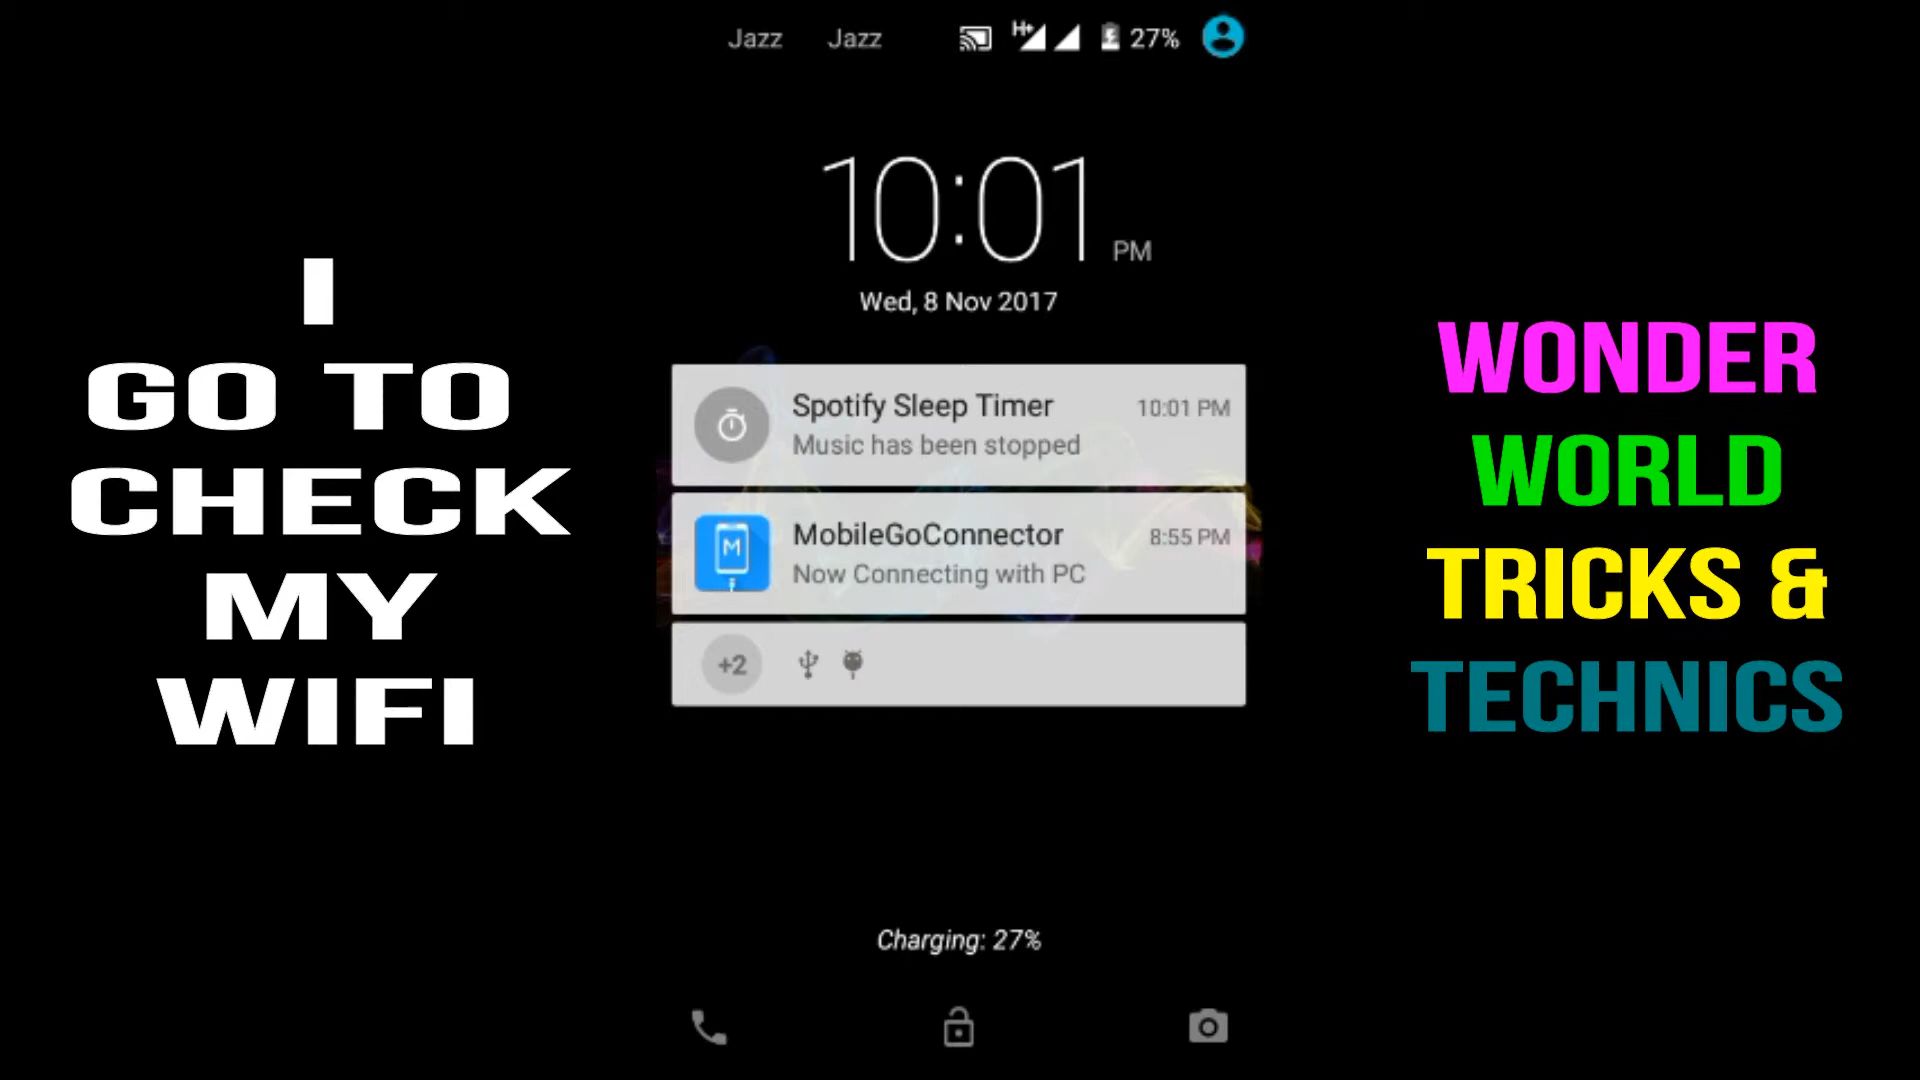 Jazz Jazz H+ 27%
10:01 PM
Wed, 8 Nov 2017
I
GO TO
CHECK
MY
WIFI
Spotify Sleep Timer 10:01 PM
Music has been stopped
MobileGoConnector 8:55 PM
M
Now Connecting with PC
+2
Charging: 27%
WONDER
WORLD
TRICKS &
TECHNICS